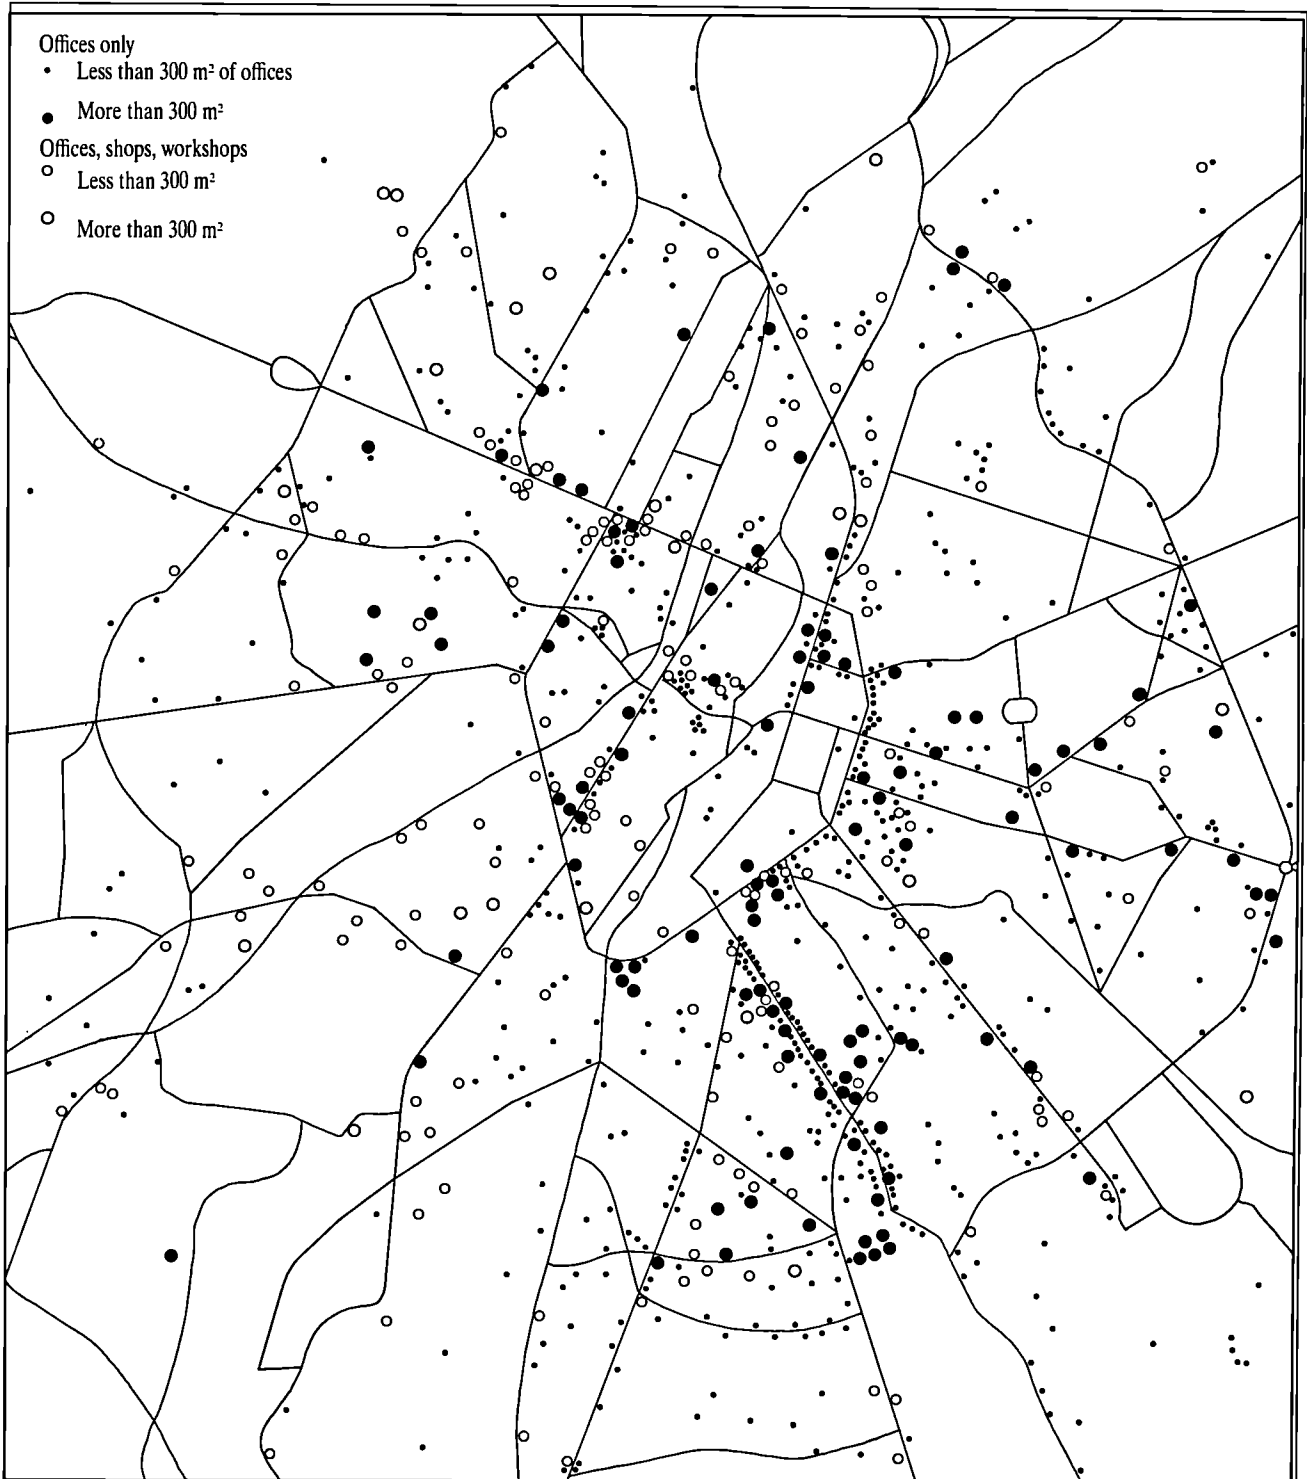 Offices only
Less than 300 m² of offices
More than 300 m²
Offices, shops, workshops
Less than 300 m²
More than 300 m²